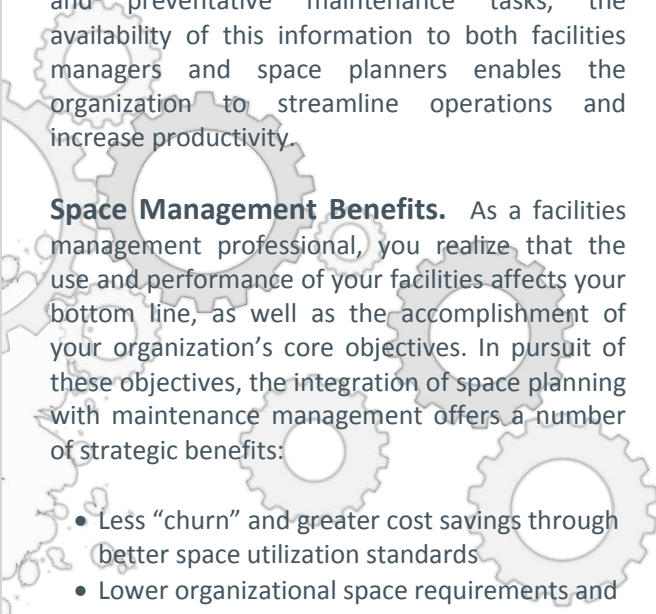 and preventative maintenance tasks, the
availability of this information to both facilities
managers and space planners enables the
organization to streamline operations and
increase productivity.
Space Management Benefits. As a facilities
management professional, you realize that the
use and performance of your facilities affects your
bottom line, as well as the accomplishment of
your organization’s core objectives. In pursuit of
these objectives, the integration of space planning
with maintenance management offers a number
of strategic benefits:
• Less “churn” and greater cost savings through
better space utilization standards
• Lower organizational space requirements and